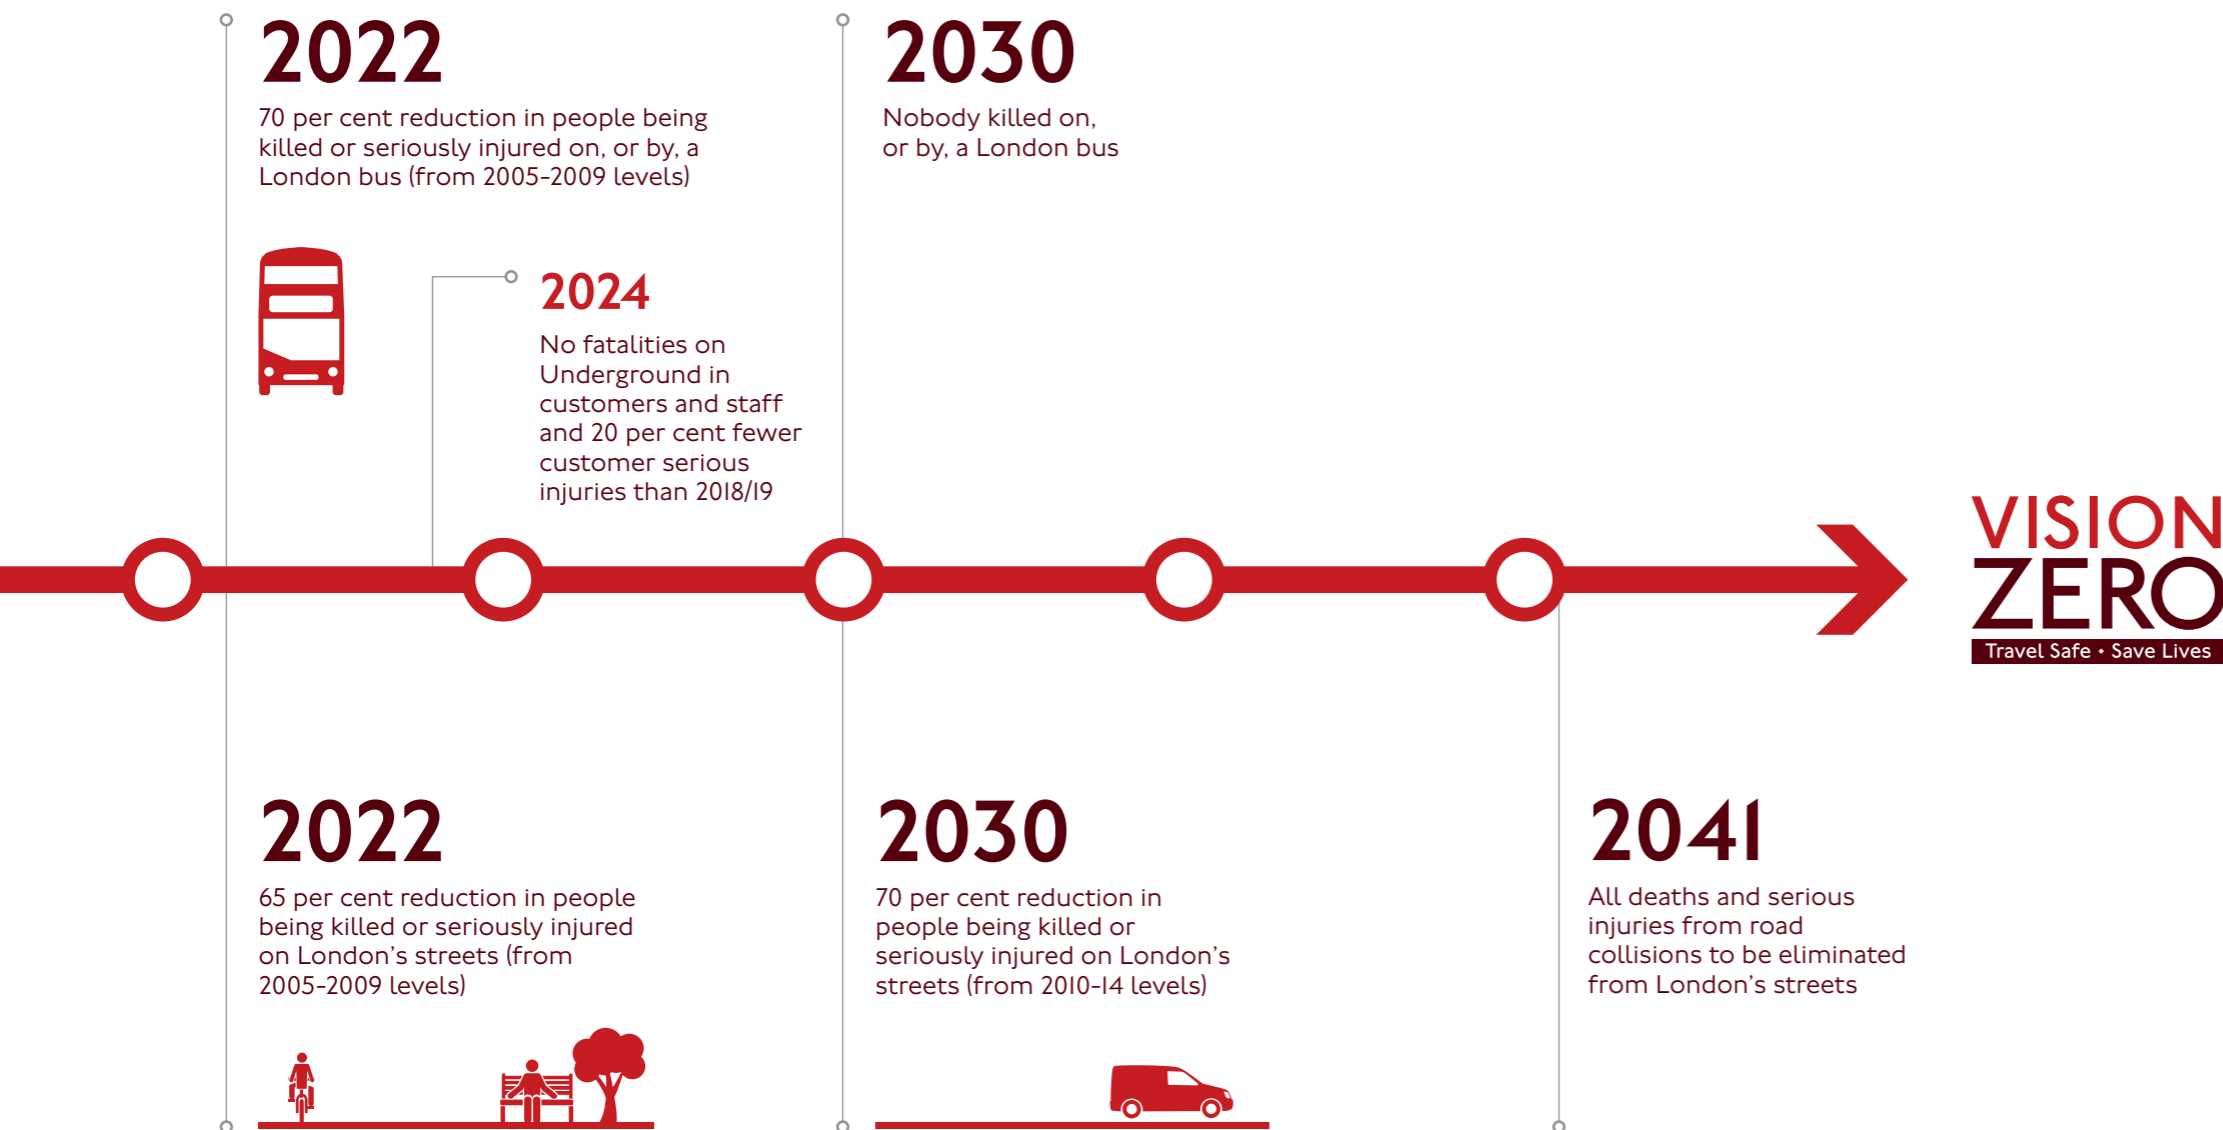 2022
70 per cent reduction in people being
killed or seriously injured on, or by, a
London bus (from 2005-2009 levels)
2030
Nobody killed on,
or by, a London bus
2024
No fatalities on
Underground in
customers and staff
and 20 per cent fewer
customer serious
injuries than 2018/19
VISION
ZERO
Travel Safe • Save Lives
2022
65 per cent reduction in people
being killed or seriously injured
on London’s streets (from
2005-2009 levels)
2030
70 per cent reduction in
people being killed or
seriously injured on London’s
streets (from 2010-14 levels)
2041
All deaths and serious
injuries from road
collisions to be eliminated
from London’s streets